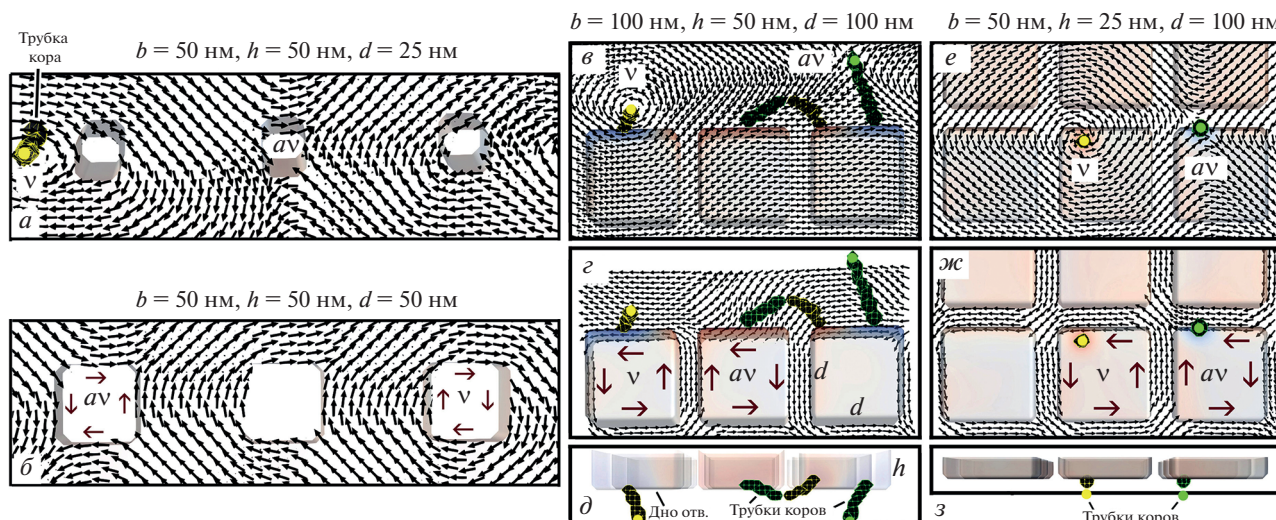 b = 50 нм, h = 50 нм, d = 25 нм
Трубка
кора
ν
aν
а
b = 50 нм, h = 50 нм, d = 50 нм
aν
ν
б
b = 100 нм, h = 50 нм, d = 100 нм
в
ν
aν
г
ν
aν
d
d
h
д
Дно отв.
Трубки коров
b = 50 нм, h = 25 нм, d = 100 нм
е
ν
aν
ж
ν
aν
з
Трубки коров